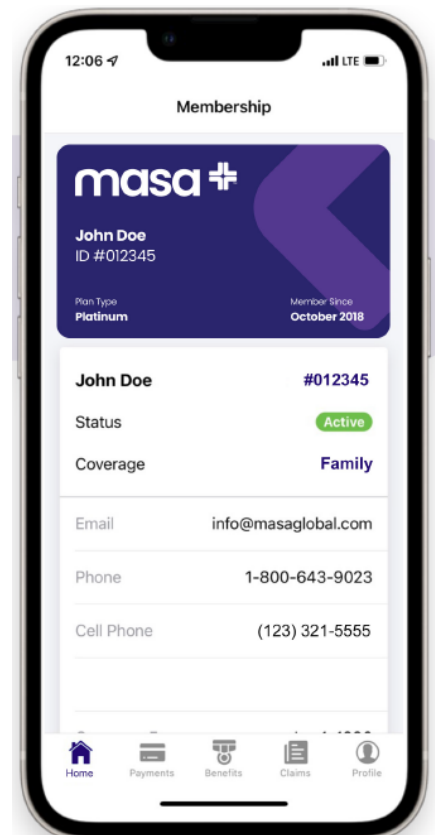 12:06
LTE
Membership
masa
John Doe
ID #012345
Plan Type Member Since
Platinum October 2018
John Doe #012345
Status Active
Coverage Family
Email info@masaglobal.com
Phone 1-800-643-9023
Cell Phone (123) 321-5555
Home Payments Benefits Claims Profile